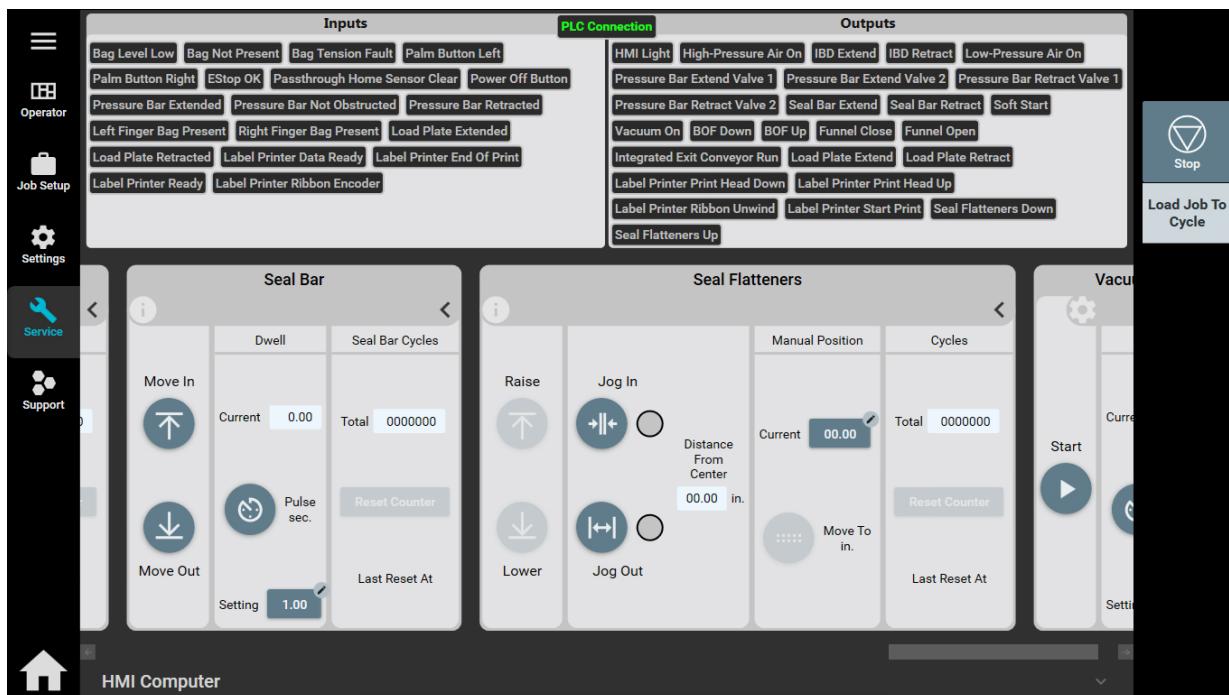 Inputs
PLC Connection
Outputs
Bag Level Low Bag Not Present Bag Tension Fault Palm Button Left
Palm Button Right EStop OK Passthrough Home Sensor Clear Power Off Button
Pressure Bar Extended Pressure Bar Not Obstructed Pressure Bar Retracted
Left Finger Bag Present Right Finger Bag Present Load Plate Extended
Load Plate Retracted Label Printer Data Ready Label Printer End Of Print
Label Printer Ready Label Printer Ribbon Encoder
HMI Light High-Pressure Air On IBD Extend IBD Retract Low-Pressure Air On
Pressure Bar Extend Valve 1 Pressure Bar Extend Valve 2 Pressure Bar Retract Valve 1
Pressure Bar Retract Valve 2 Seal Bar Extend Seal Bar Retract Soft Start
Vacuum On BOF Down BOF Up Funnel Close Funnel Open
Integrated Exit Conveyor Run Load Plate Extend Load Plate Retract
Label Printer Print Head Down Label Printer Print Head Up
Label Printer Ribbon Unwind Label Printer Start Print Seal Flatteners Down
Seal Flatteners Up
Operator
Job Setup
Settings
Service
Support
Stop
Load Job To
Cycle
Seal Bar
Move In
Move Out
Dwell
Current 0.00
Pulse
sec.
Setting 1.00
Seal Bar Cycles
Total 0000000
Reset Counter
Last Reset At
Seal Flatteners
Raise
Lower
Jog In
Jog Out
Distance
From
Center
00.00 in.
Manual Position
Current 00.00
Move To
in.
Cycles
Total 0000000
Reset Counter
Last Reset At
Start
HMI Computer